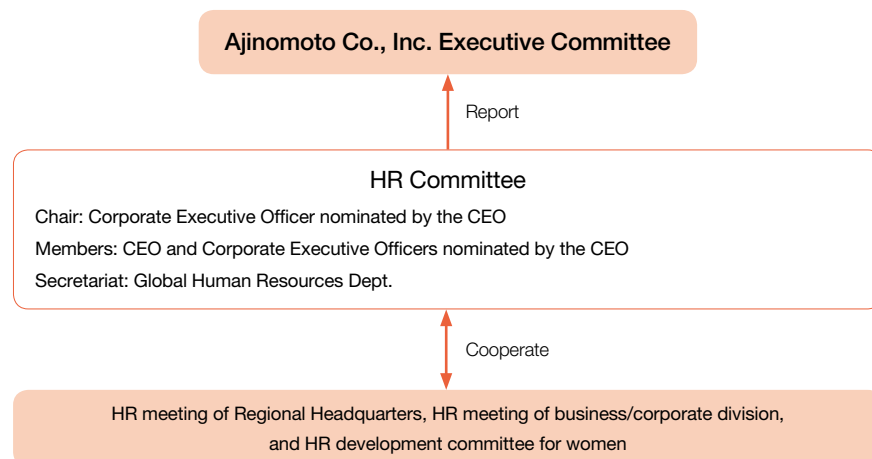 Ajinomoto Co., Inc. Executive Committee
Report
HR Committee
Chair: Corporate Executive Officer nominated by the CEO
Members: CEO and Corporate Executive Officers nominated by the CEO
Secretariat: Global Human Resources Dept.
Cooperate
HR meeting of Regional Headquarters, HR meeting of business/corporate division,
and HR development committee for women